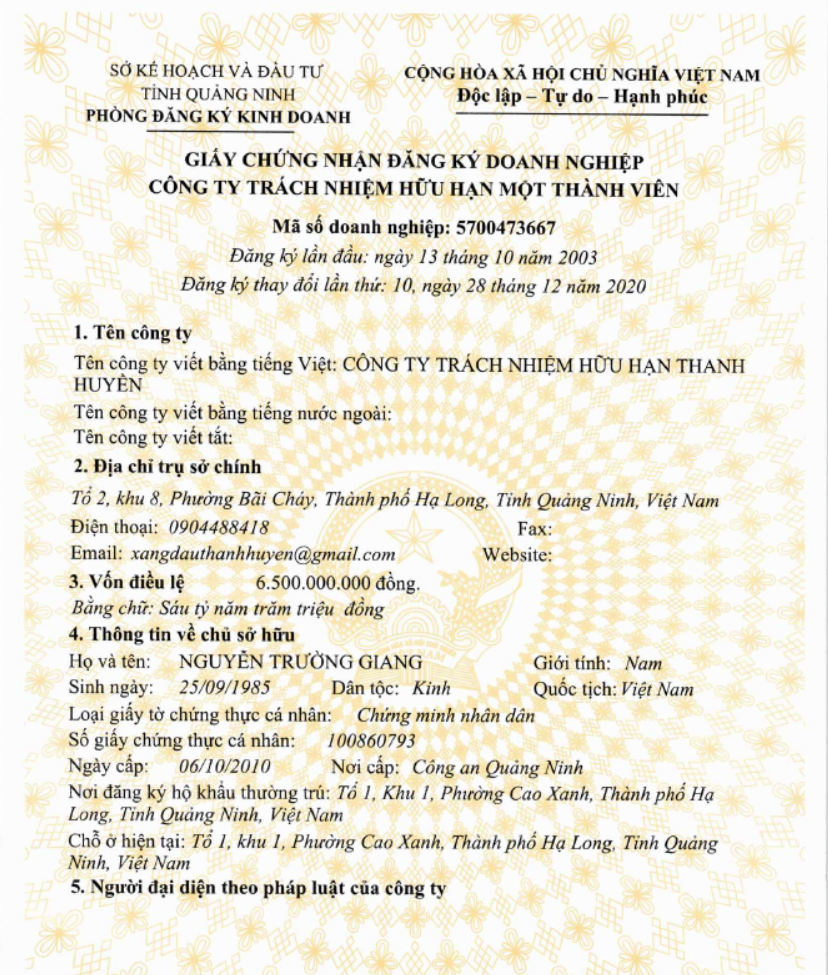 SỞ KẾ HOẠCH VÀ ĐẦU TƯ
TỈNH QUẢNG NINH
PHÒNG ĐĂNG KÝ KINH DOANH
CỘNG HÒA XÃ HỘI CHỦ NGHĨA VIỆT NAM
Độc lập – Tự do – Hạnh phúc
GIẤY CHỨNG NHẬN ĐĂNG KÝ DOANH NGHIỆP
CÔNG TY TRÁCH NHIỆM HỮU HẠN MỘT THÀNH VIÊN
Mã số doanh nghiệp: 5700473667
Đăng ký lần đầu: ngày 13 tháng 10 năm 2003
Đăng ký thay đổi lần thứ: 10, ngày 28 tháng 12 năm 2020
1. Tên công ty
Tên công ty viết bằng tiếng Việt: CÔNG TY TRÁCH NHIỆM HỮU HẠN THANH
HUYỀN
Tên công ty viết bằng tiếng nước ngoài:
Tên công ty viết tắt:
2. Địa chỉ trụ sở chính
Tổ 2, khu 8, Phường Bãi Cháy, Thành phố Hạ Long, Tỉnh Quảng Ninh, Việt Nam
Điện thoại: 0904488418 Fax:
Email: xangdauthanhhuyen@gmail.com Website:
3. Vốn điều lệ 6.500.000.000 đồng.
Bằng chữ: Sáu tỷ năm trăm triệu đồng
4. Thông tin về chủ sở hữu
Họ và tên: NGUYỄN TRƯỜNG GIANG Giới tính: Nam
Sinh ngày: 25/09/1985 Dân tộc: Kinh Quốc tịch: Việt Nam
Loại giấy tờ chứng thực cá nhân: Chứng minh nhân dân
Số giấy chứng thực cá nhân: 100860793
Ngày cấp: 06/10/2010 Nơi cấp: Công an Quảng Ninh
Nơi đăng ký hộ khẩu thường trú: Tổ 1, Khu 1, Phường Cao Xanh, Thành phố Hạ
Long, Tỉnh Quảng Ninh, Việt Nam
Chỗ ở hiện tại: Tổ 1, khu 1, Phường Cao Xanh, Thành phố Hạ Long, Tỉnh Quảng
Ninh, Việt Nam
5. Người đại diện theo pháp luật của công ty